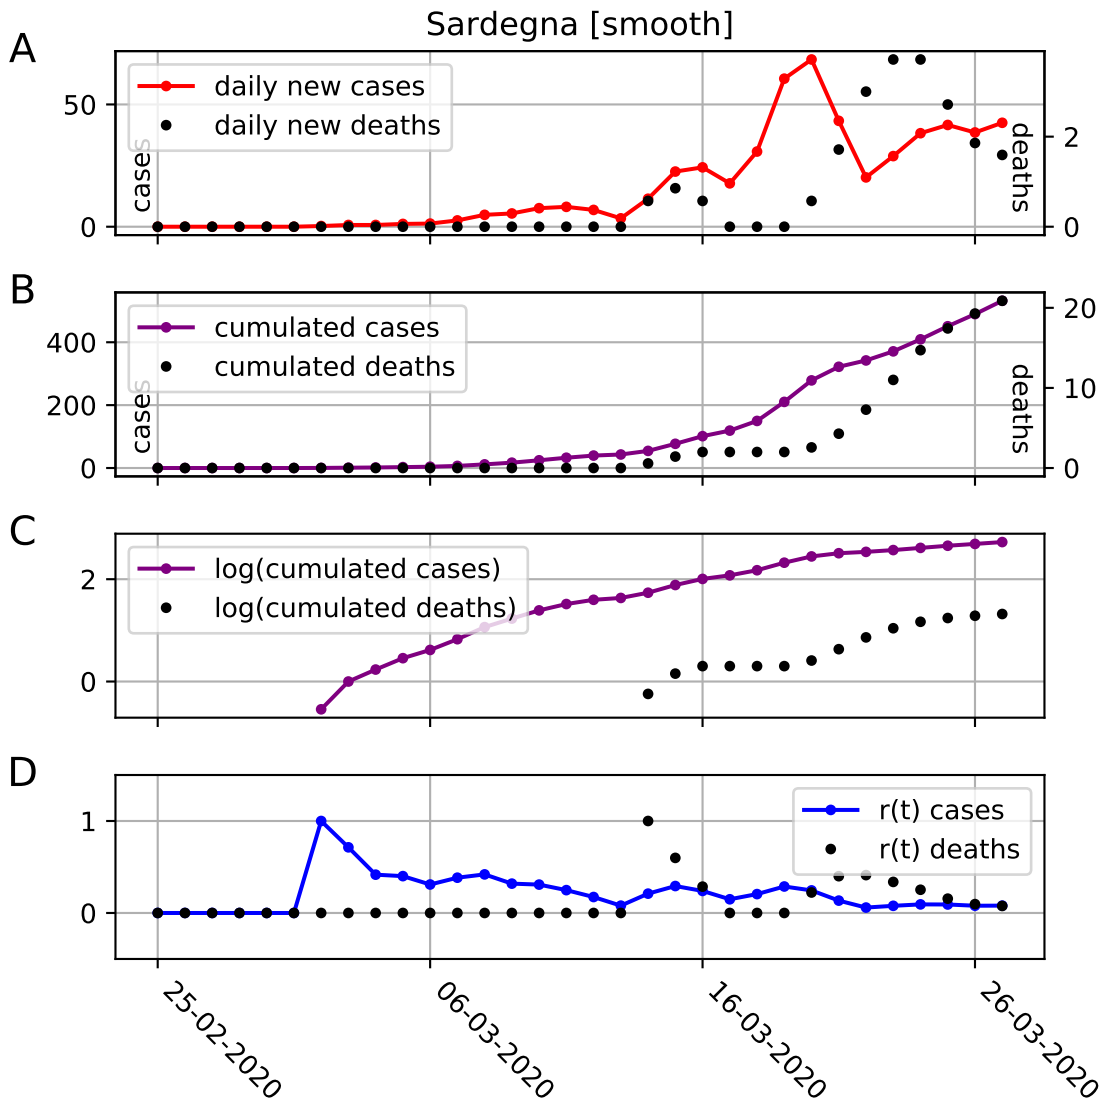 Sardegna [smooth]
A
daily new cases
daily new deaths
50
0
cases
2
0
deaths
B
cumulated cases
cumulated deaths
400
200
0
cases
20
10
0
deaths
C
log(cumulated cases)
log(cumulated deaths)
2
0
D
r(t) cases
r(t) deaths
1
0
25-02-2020
06-03-2020
16-03-2020
26-03-2020